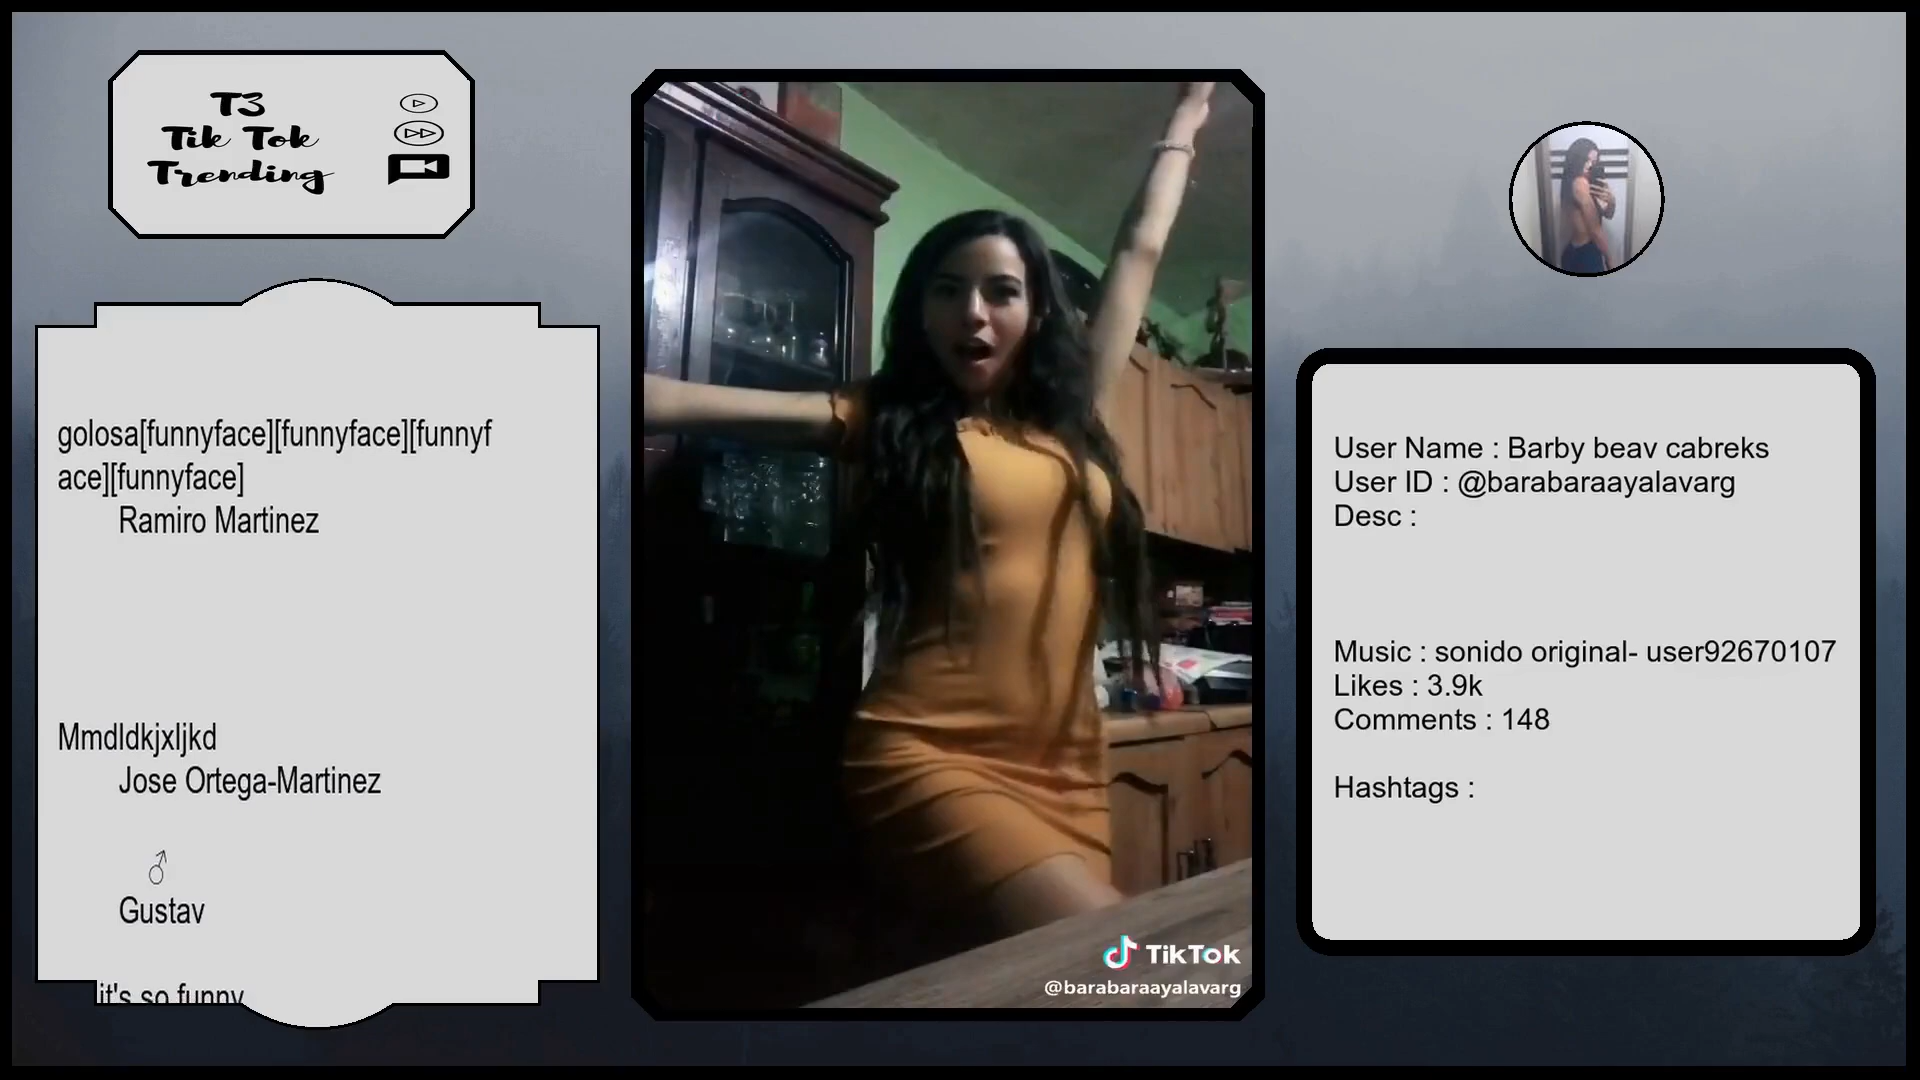 T3
Tik Tok
Trending
golosa[funnyface][funnyface][funnyf
ace][funnyface]
Ramiro Martinez
Mmdldkjxljkd
Jose Ortega-Martinez
♂
Gustav
it's so funny
TikTok
@barabaraayalavarg
User Name : Barby beav cabreks
User ID : @barabaraayalavarg
Desc :
Music : sonido original- user92670107
Likes : 3.9k
Comments : 148
Hashtags :